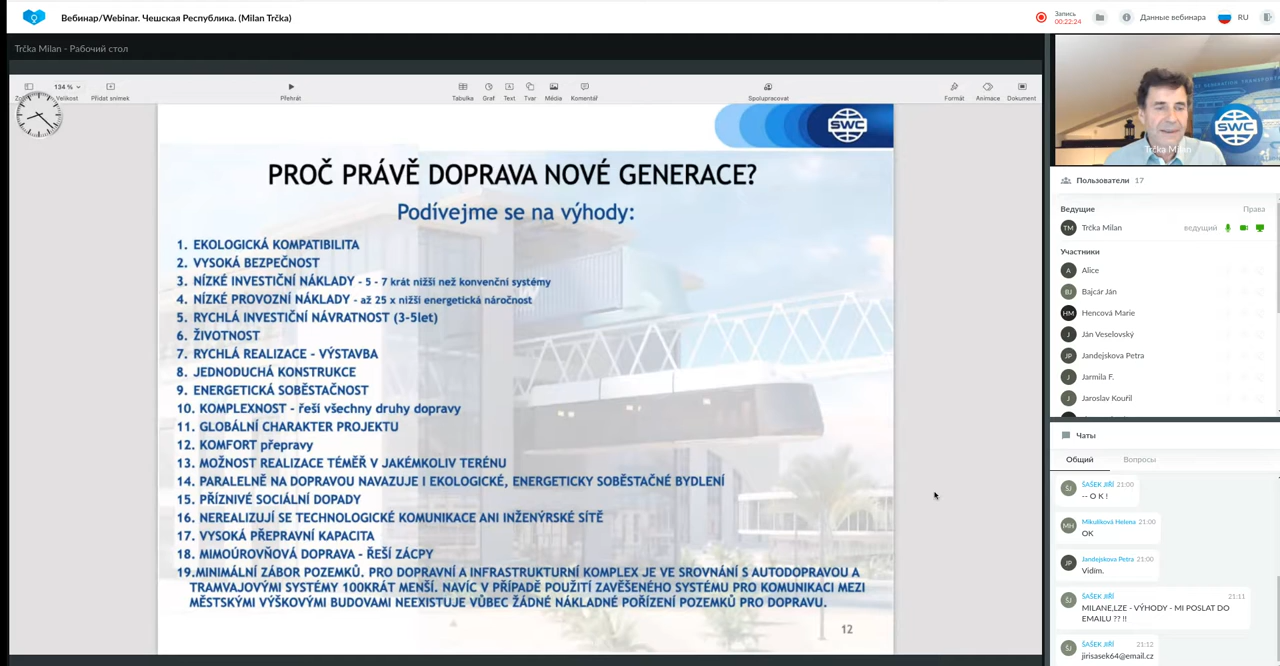 Вебинар/Webinar. Чешская Республика. (Milan Trčka)
Запись
00:22:24
Данные вебинара
RU
Trčka Milan - Рабочий стол
134 %
Velikost
Přidat snímek
Přehrát
Tabulka
Graf
Text
Tvar
Média
Komentář
Spolupracovat
Formát
Animace
Dokument
SWC
PROČ PRÁVĚ DOPRAVA NOVÉ GENERACE?
Podívejme se na výhody:
1. EKOLOGICKÁ KOMPATIBILITA
2. VYSOKÁ BEZPEČNOST
3. NÍZKÉ INVESTIČNÍ NÁKLADY - 5 - 7 krát nižší než konvenční systémy
4. NÍZKÉ PROVOZNÍ NÁKLADY - až 25 x nižší energetická náročnost
5. RYCHLÁ INVESTIČNÍ NÁVRATNOST (3-5let)
6. ŽIVOTNOST
7. RYCHLÁ REALIZACE - VÝSTAVBA
8. JEDNODUCHÁ KONSTRUKCE
9. ENERGETICKÁ SOBĚSTAČNOST
10. KOMPLEXNOST - řeší všechny druhy dopravy
11. GLOBÁLNÍ CHARAKTER PROJEKTU
12. KOMFORT přepravy
13. MOŽNOST REALIZACE TÉMĚŘ V JAKÉMKOLIV TERÉNU
14. PARALELNĚ NA DOPRAVOU NAVAZUJE I EKOLOGICKÉ, ENERGETICKY SOBĚSTAČNÉ BYDLENÍ
15. PŘÍZNIVÉ SOCIÁLNÍ DOPADY
16. NEREALIZUJÍ SE TECHNOLOGICKÉ KOMUNIKACE ANI INŽENÝRSKÉ SÍTĚ
17. VYSOKÁ PŘEPRAVNÍ KAPACITA
18. MIMOÚROVŇOVÁ DOPRAVA - ŘEŠÍ ZÁCPY
19.MINIMÁLNÍ ZÁBOR POZEMKŮ. PRO DOPRAVNÍ A INFRASTRUKTURNÍ KOMPLEX JE VE SROVNÁNÍ S AUTODOPRAVOU A
TRAMVAJOVÝMI SYSTÉMY 100KRÁT MENŠÍ. NAVÍC V PŘÍPADĚ POUŽITÍ ZAVĚŠENÉHO SYSTÉMU PRO KOMUNIKACI MEZI
MĚSTSKÝMI VÝŠKOVÝMI BUDOVAMI NEEXISTUJE VŮBEC ŽÁDNÉ NÁKLADNÉ POŘÍZENÍ POZEMKŮ PRO DOPRAVU.
12
SWC
Trčka Milan
Пользователи 17
Ведущие Права
TM Trčka Milan ведущий
Участники
A Alice
BJ Bajcár Ján
HM Hencová Marie
J Ján Veselovský
JP Jandejskova Petra
J Jarmila F.
J Jaroslav Kouřil
Чаты
Общий Вопросы
ŠJ ŠAŠEK JIŘÍ 21:00
-- O K !
MH Mikulíková Helena 21:00
OK
JP Jandejskova Petra 21:00
Vidím.
ŠJ ŠAŠEK JIŘÍ 21:11
MILANE,LZE - VÝHODY - MI POSLAT DO
EMAILU ?? !!
ŠJ ŠAŠEK JIŘÍ 21:12
jirisasek64@email.cz